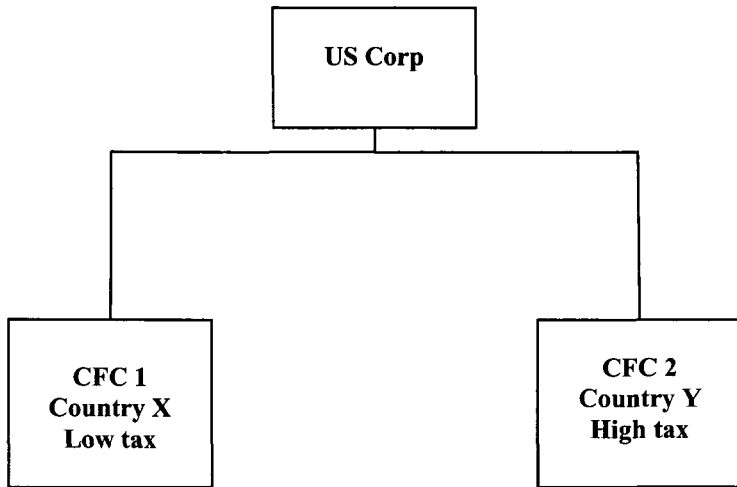 US Corp
CFC 1
Country X
Low tax
CFC 2
Country Y
High tax